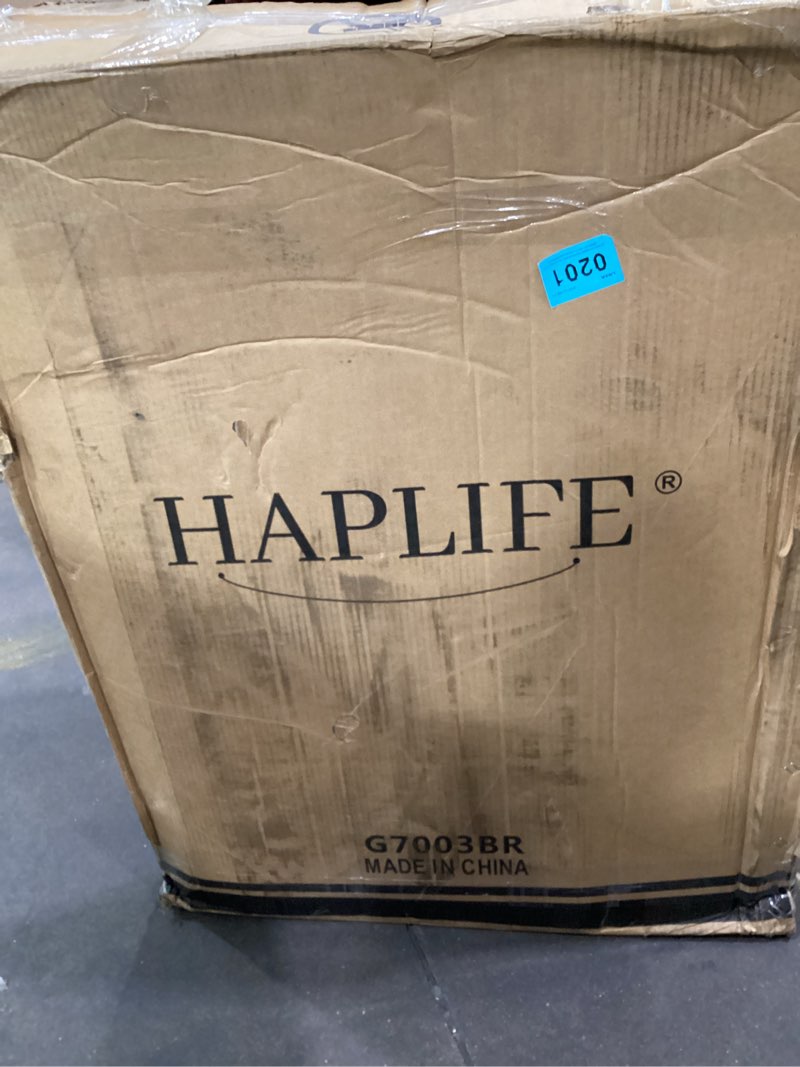 0201
HAPLIFE ®
G7003BR
MADE IN CHINA